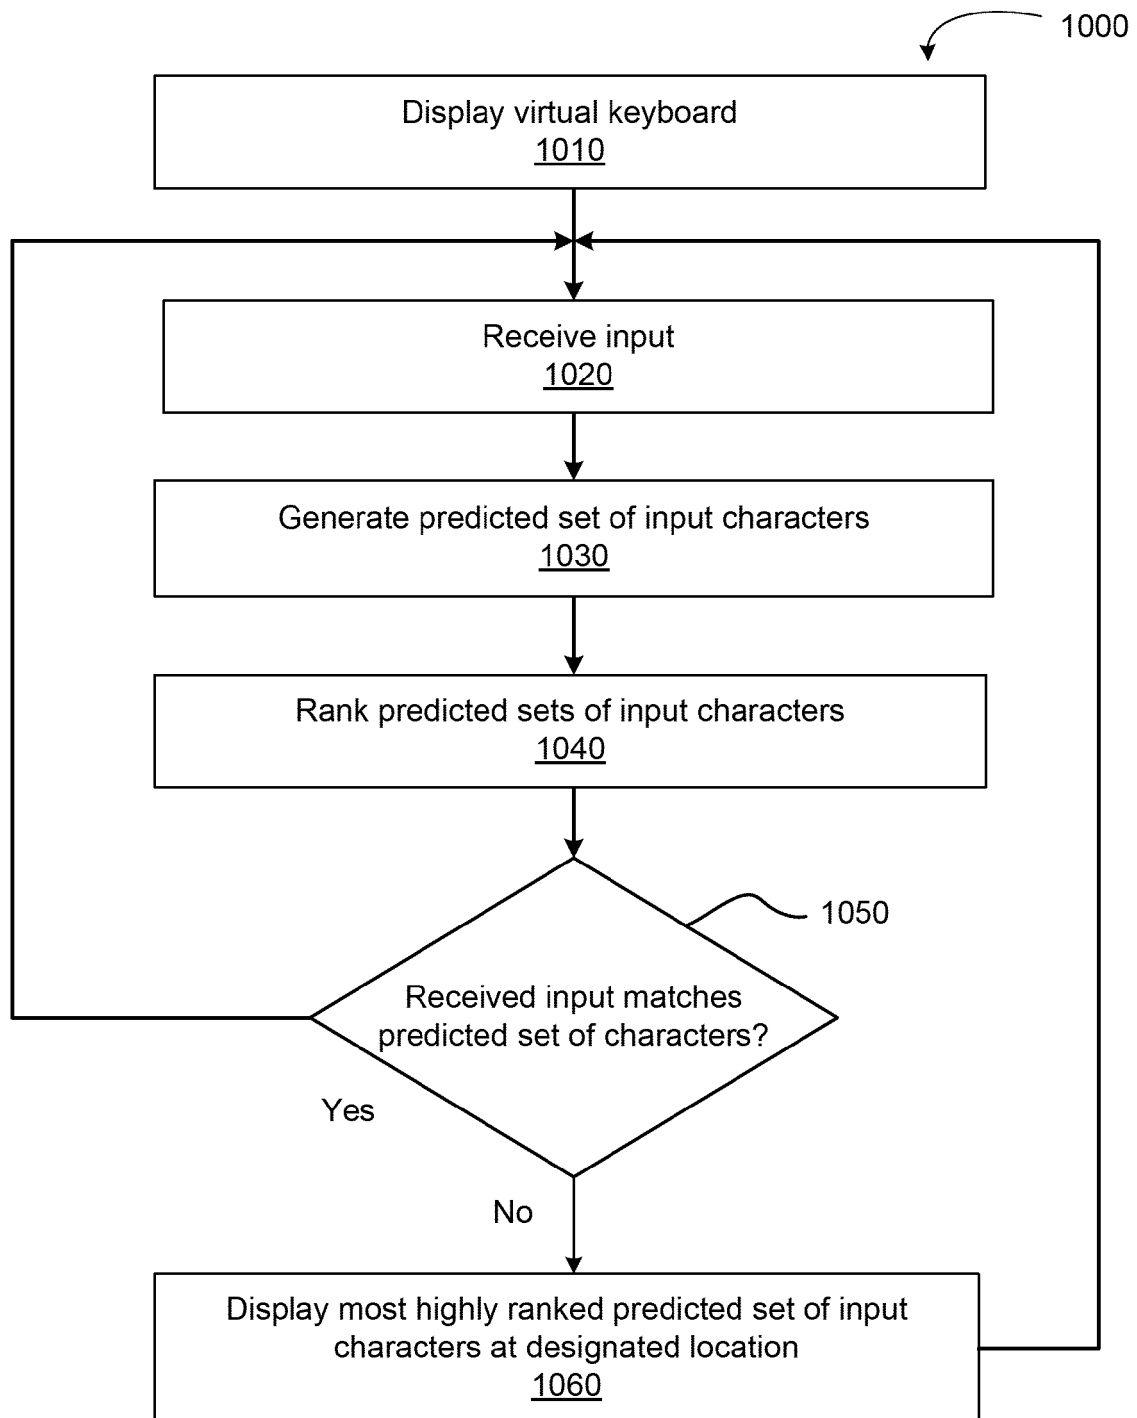 1000
Display virtual keyboard
1010
Receive input
1020
Generate predicted set of input characters
1030
Rank predicted sets of input characters
1040
1050
Received input matches
predicted set of characters?
Yes
No
Display most highly ranked predicted set of input
characters at designated location
1060